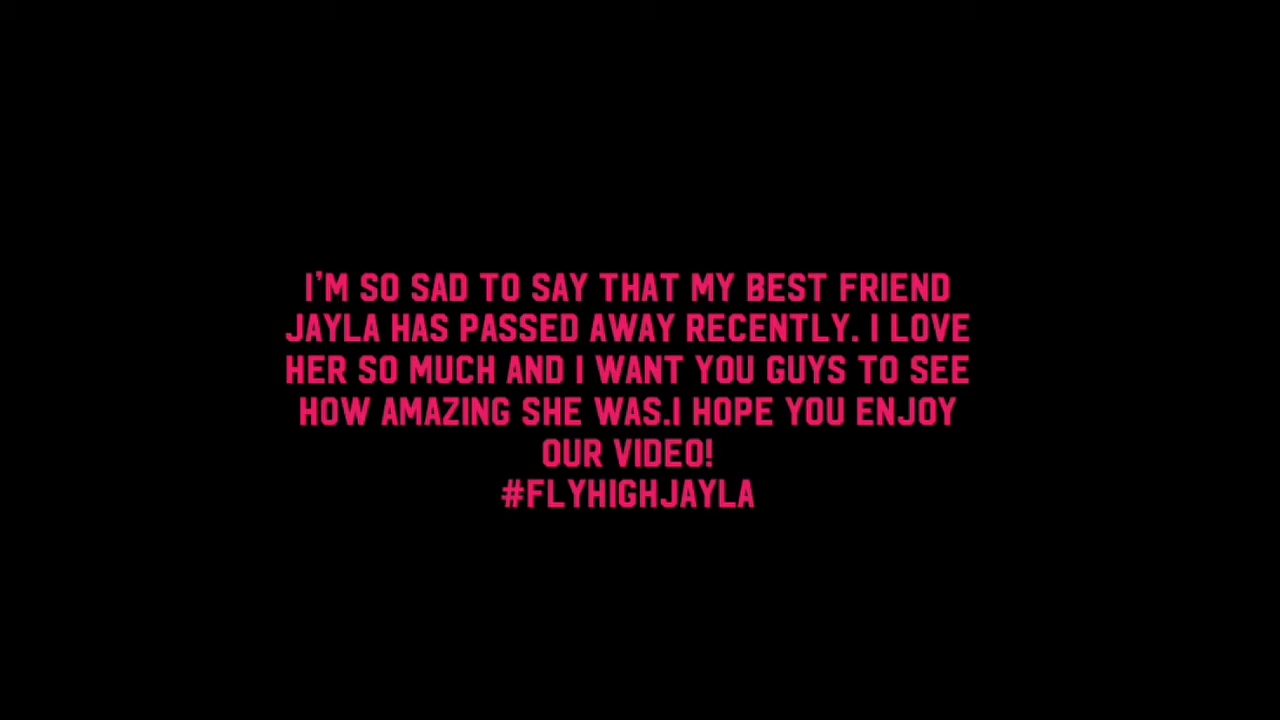 I'M SO SAD TO SAY THAT MY BEST FRIEND
JAYLA HAS PASSED AWAY RECENTLY. I LOVE
HER SO MUCH AND I WANT YOU GUYS TO SEE
HOW AMAZING SHE WAS.I HOPE YOU ENJOY
OUR VIDEO!
#FLYHIGHJAYLA